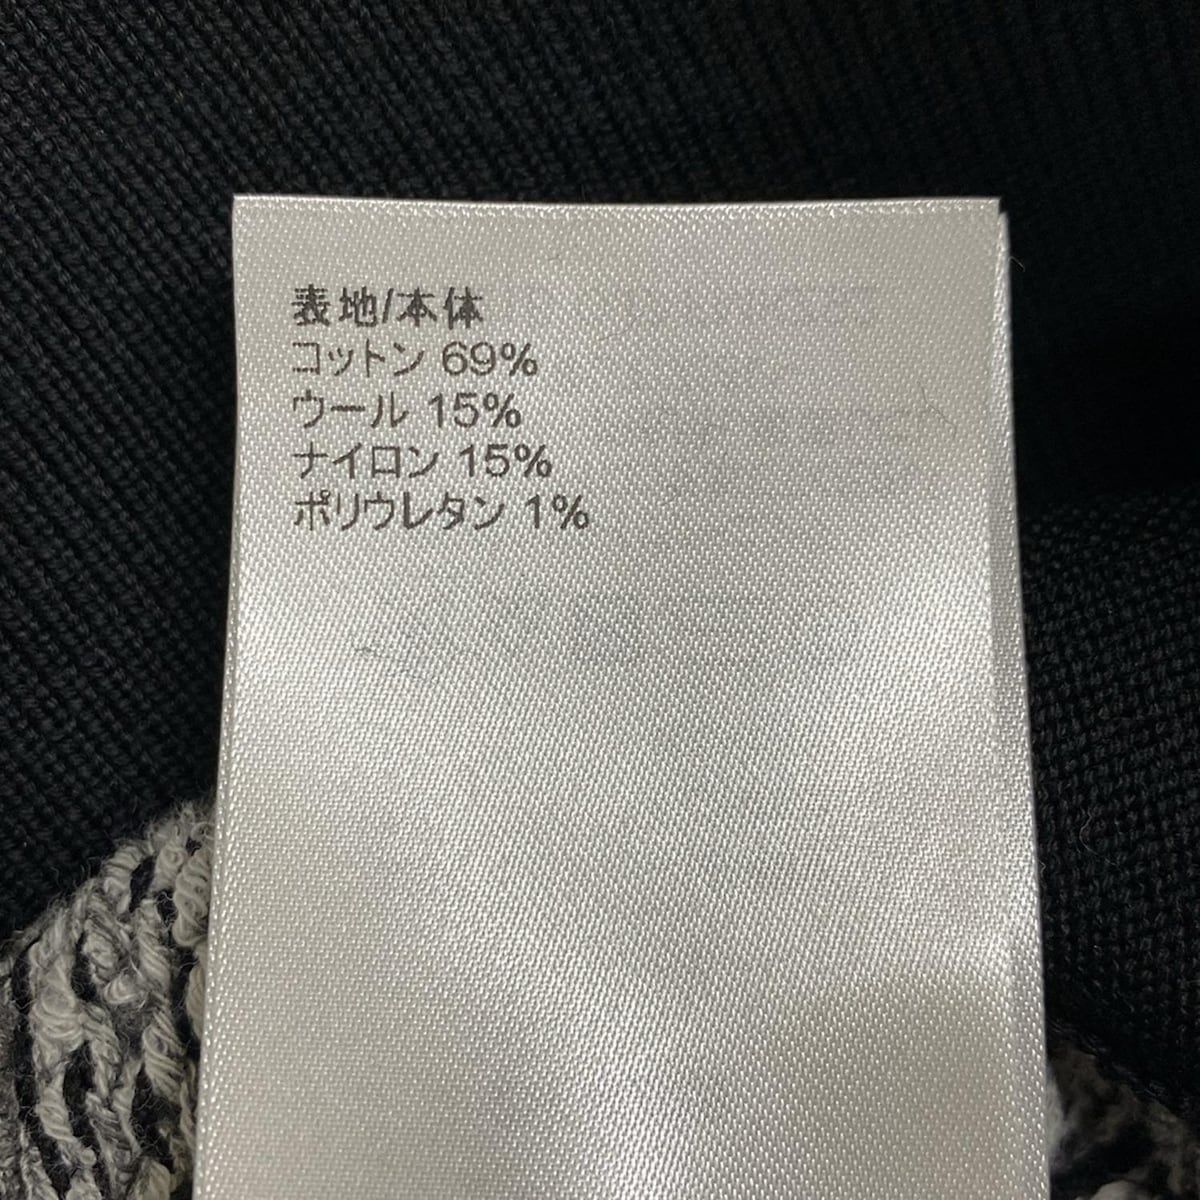 表地/本体
コットン 69%
ウール 15%
ナイロン 15%
ポリウレタン 1%